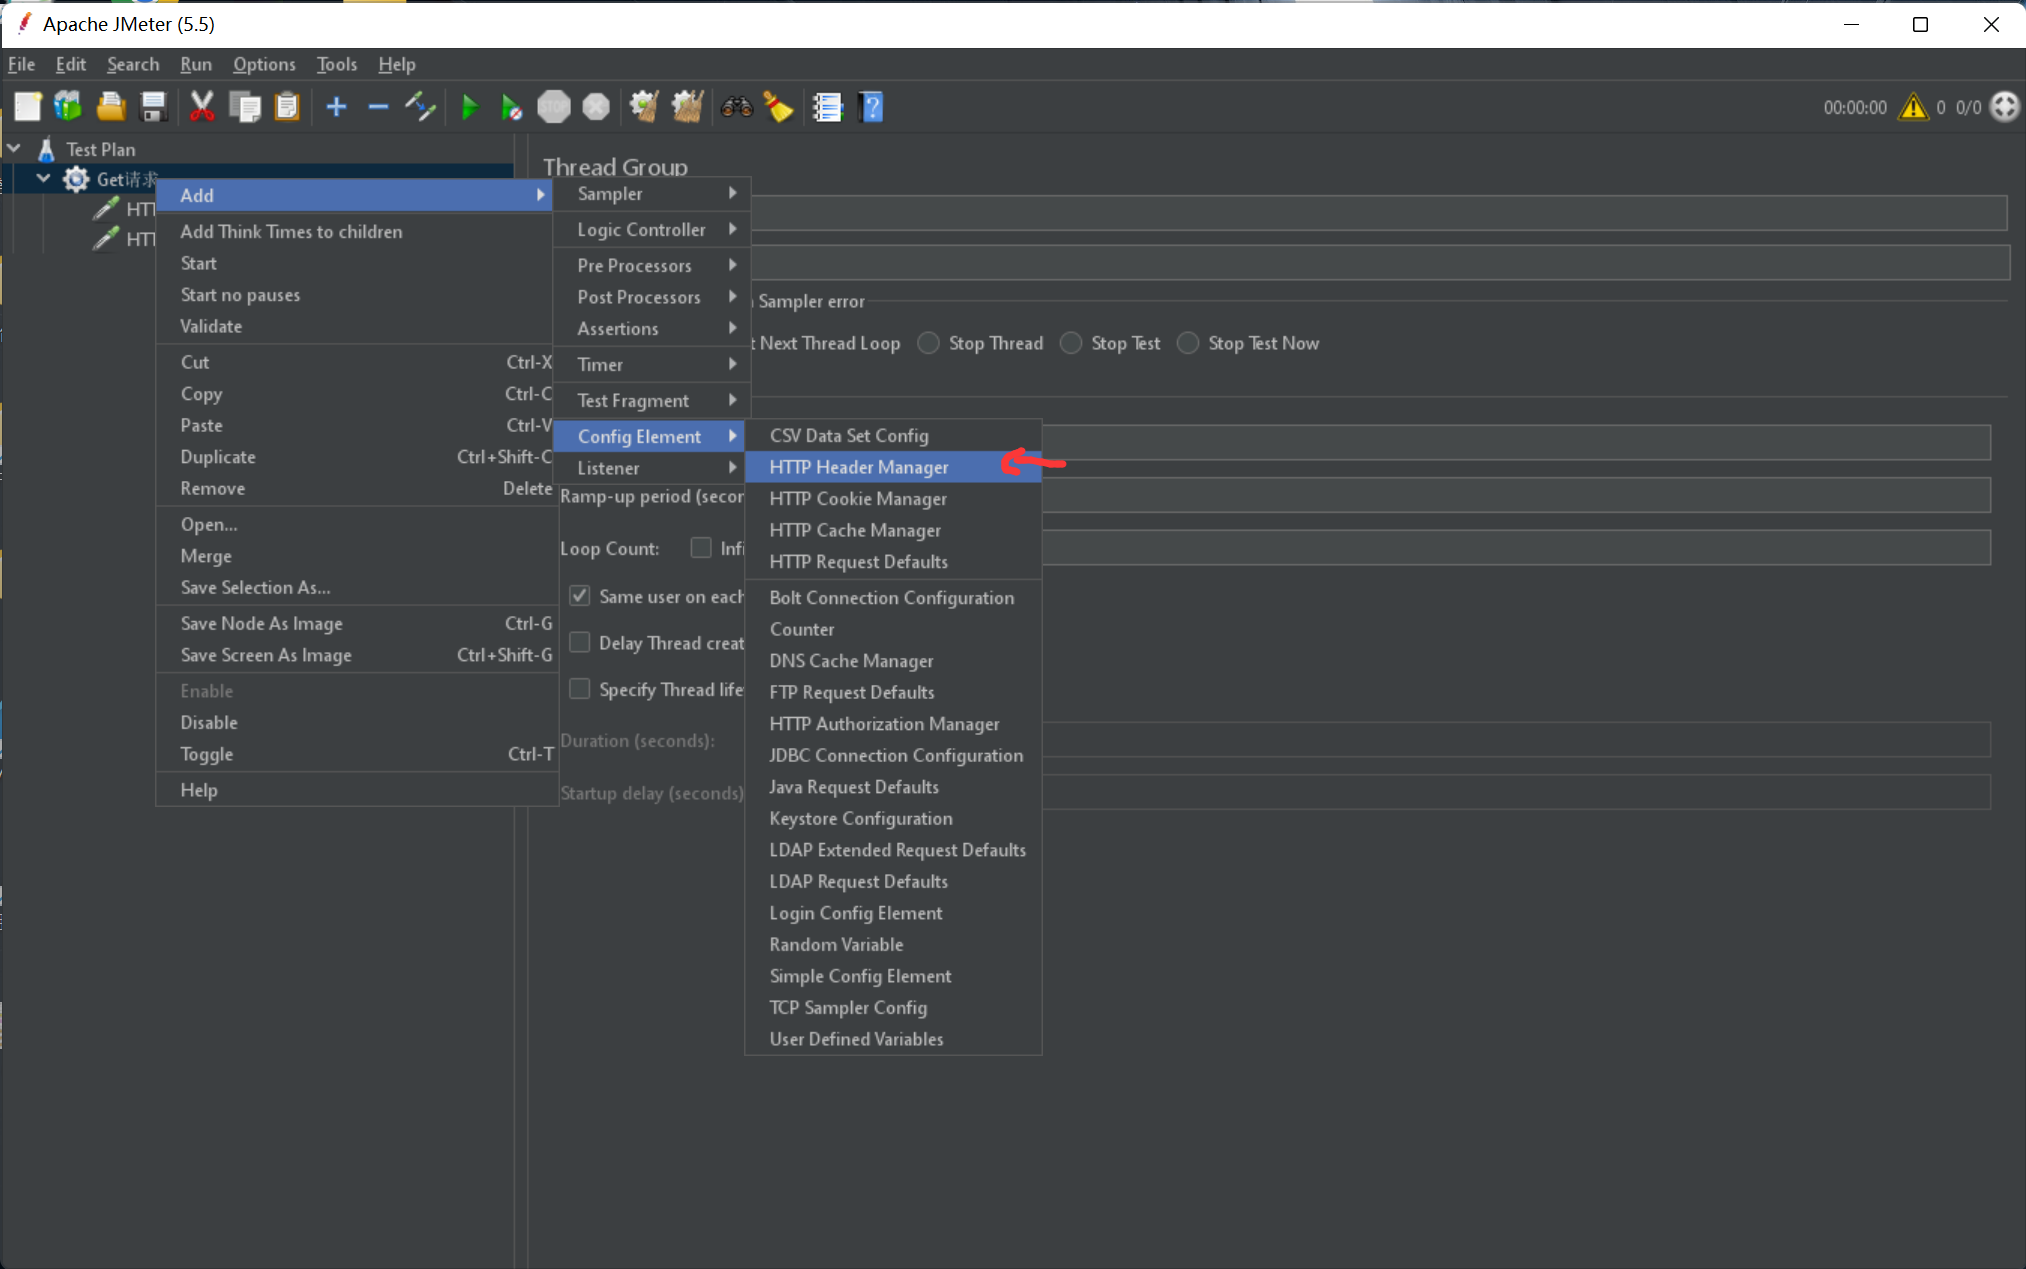 Apache JMeter (5.5)
File Edit Search Run Options Tools Help
STOP
00:00:00 0 0/0
Test Plan
Get请求
HTT
HTT
Add
Add Think Times to children
Start
Start no pauses
Validate
Cut Ctrl-X
Copy Ctrl-C
Paste Ctrl-V
Duplicate Ctrl+Shift-C
Remove Delete
Open...
Merge
Save Selection As...
Save Node As Image Ctrl-G
Save Screen As Image Ctrl+Shift-G
Enable
Disable
Toggle Ctrl-T
Help
Sampler
Logic Controller
Pre Processors
Post Processors
Assertions
Timer
Test Fragment
Config Element
Listener
CSV Data Set Config
HTTP Header Manager
HTTP Cookie Manager
HTTP Cache Manager
HTTP Request Defaults
Bolt Connection Configuration
Counter
DNS Cache Manager
FTP Request Defaults
HTTP Authorization Manager
JDBC Connection Configuration
Java Request Defaults
Keystore Configuration
LDAP Extended Request Defaults
LDAP Request Defaults
Login Config Element
Random Variable
Simple Config Element
TCP Sampler Config
User Defined Variables
Thread Group
Sampler error
t Next Thread Loop Stop Thread Stop Test Stop Test Now
Ramp-up period (secon
Loop Count: Infi
Same user on each
Delay Thread creat
Specify Thread life
Duration (seconds):
Startup delay (seconds)